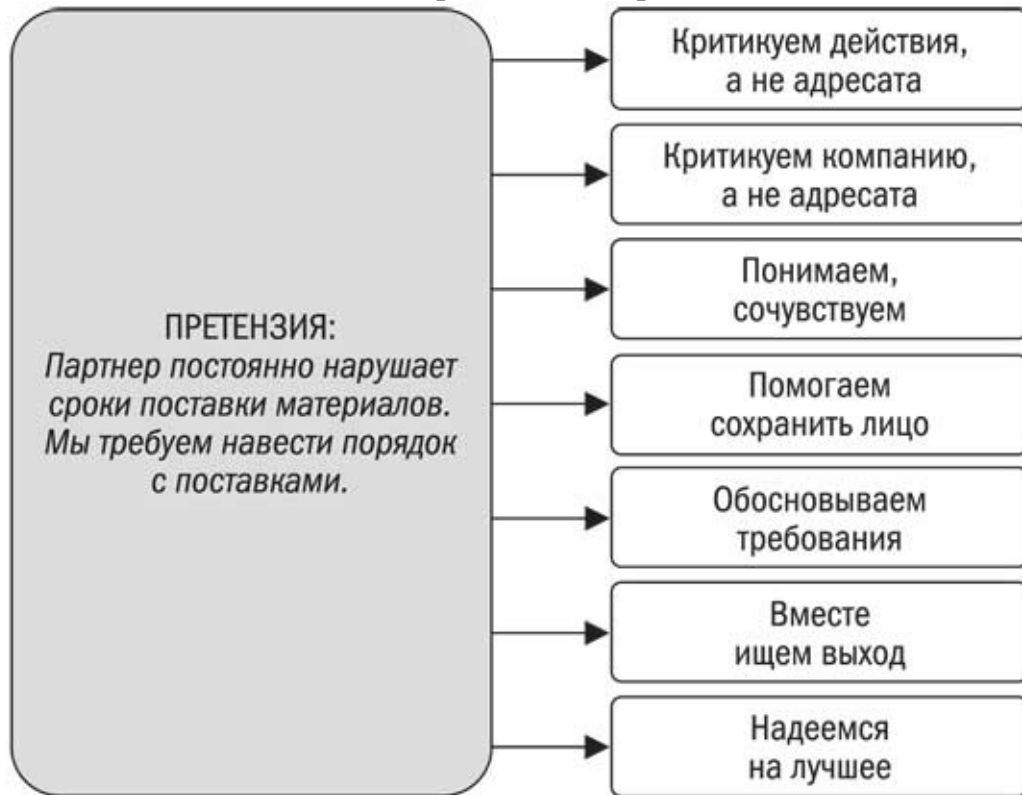 Критикуем действия,
а не адресата
Критикуем компанию,
а не адресата
Понимаем,
сочувствуем
ПРЕТЕНЗИЯ:
Партнер постоянно нарушает
сроки поставки материалов.
Мы требуем навести порядок
с поставками.
Помогаем
сохранить лицо
Обосновываем
требования
Вместе
ищем выход
Надеемся
на лучшее